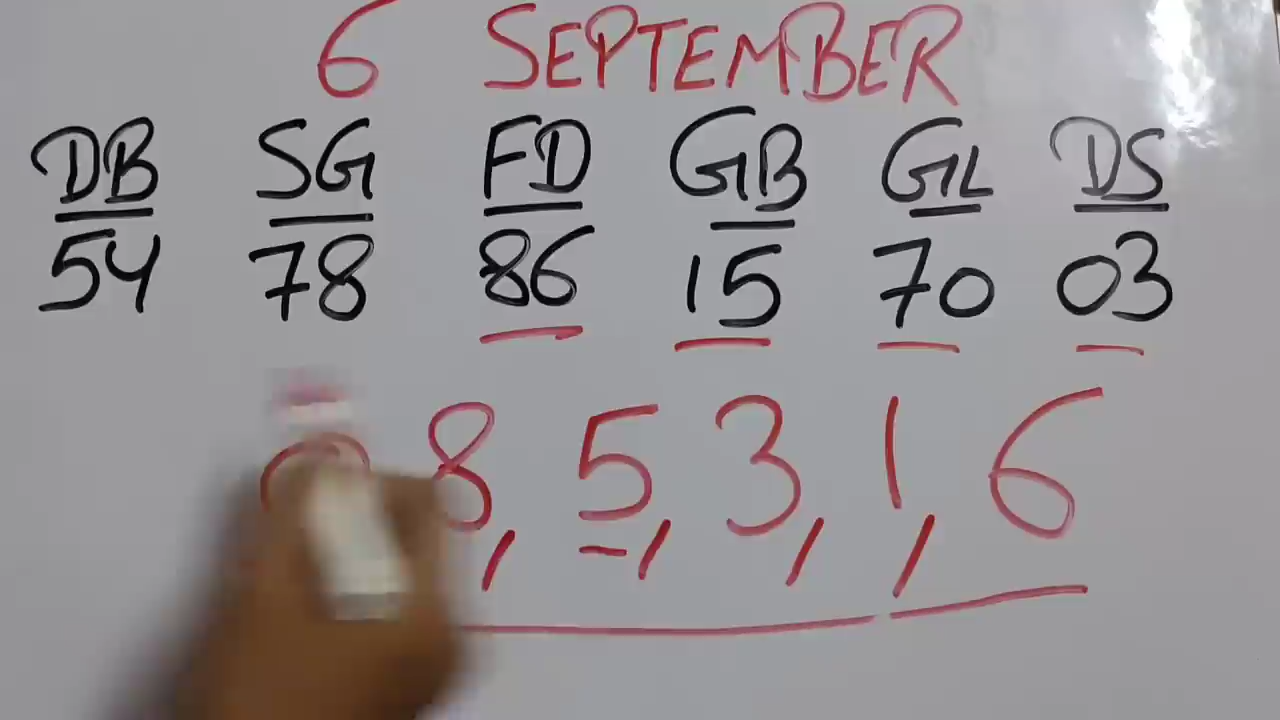 6 SEPTEMBER
DB SG FD GB GL DS
54 78 86 15 70 03
8, 5, 3, 1, 6